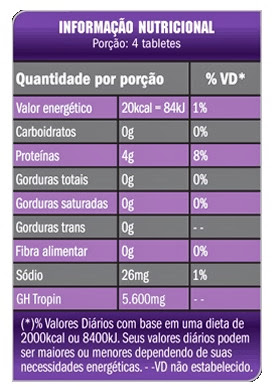 INFORMAÇÃO NUTRICIONAL
Porção: 4 tabletes
Quantidade por porção % VD*
Valor energético 20kcal = 84kJ 1%
Carboidratos 0g 0%
Proteínas 4g 8%
Gorduras totais 0g 0%
Gorduras saturadas 0g 0%
Gorduras trans 0g - -
Fibra alimentar 0g 0%
Sódio 26mg 1%
GH Tropin 5.600mg - -
(*)% Valores Diários com base em uma dieta de
2000kcal ou 8400kJ. Seus valores diários podem
ser maiores ou menores dependendo de suas
necessidades energéticas. - -VD não estabelecido.